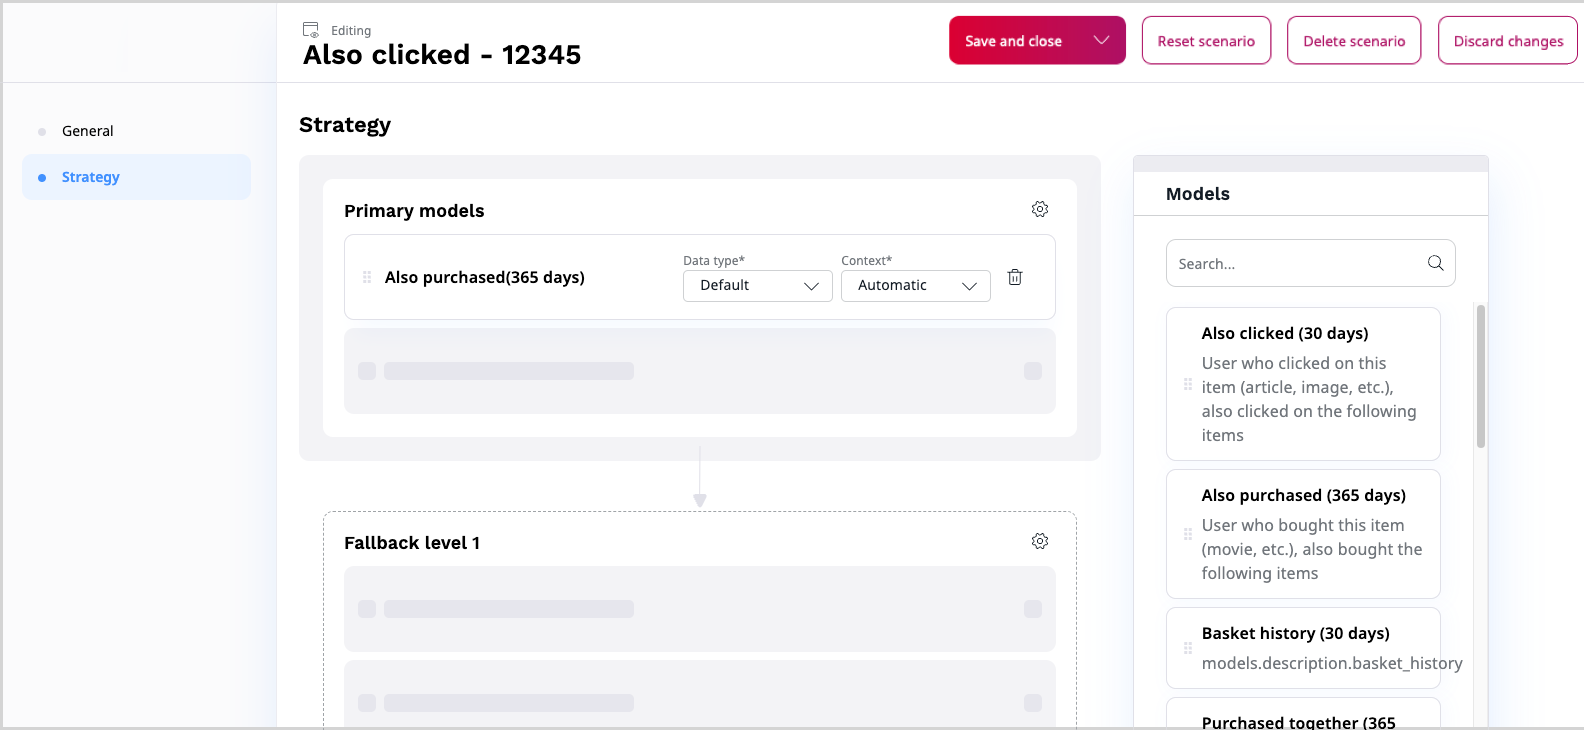 Editing
Also clicked - 12345
Save and close
Reset scenario
Delete scenario
Discard changes
General
Strategy
Strategy
Primary models
Also purchased(365 days)
Data type*
Default
Context*
Automatic
Fallback level 1
Models
Search...
Also clicked (30 days)
User who clicked on this
item (article, image, etc.),
also clicked on the following
items
Also purchased (365 days)
User who bought this item
(movie, etc.), also bought the
following items
Basket history (30 days)
models.description.basket_history
Purchased together (365